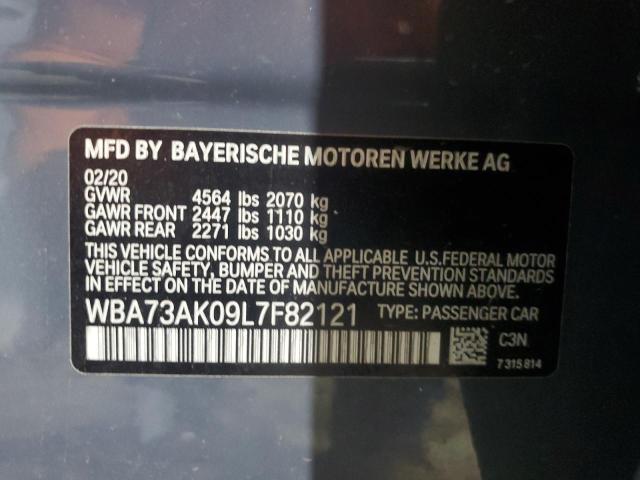 MFD BY BAYERISCHE MOTOREN WERKE AG
02/20
GVWR 4564 lbs 2070 kg
GAWR FRONT 2447 lbs 1110 kg
GAWR REAR 2271 lbs 1030 kg
THIS VEHICLE CONFORMS TO ALL APPLICABLE U.S.FEDERAL MOTOR
VEHICLE SAFETY, BUMPER, AND THEFT PREVENTION STANDARDS
IN EFFECT ON THE DATE OF MANUFACTURE SHOWN ABOVE.
WBA73AK09L7F82121 TYPE: PASSENGER CAR
C3N
7315814